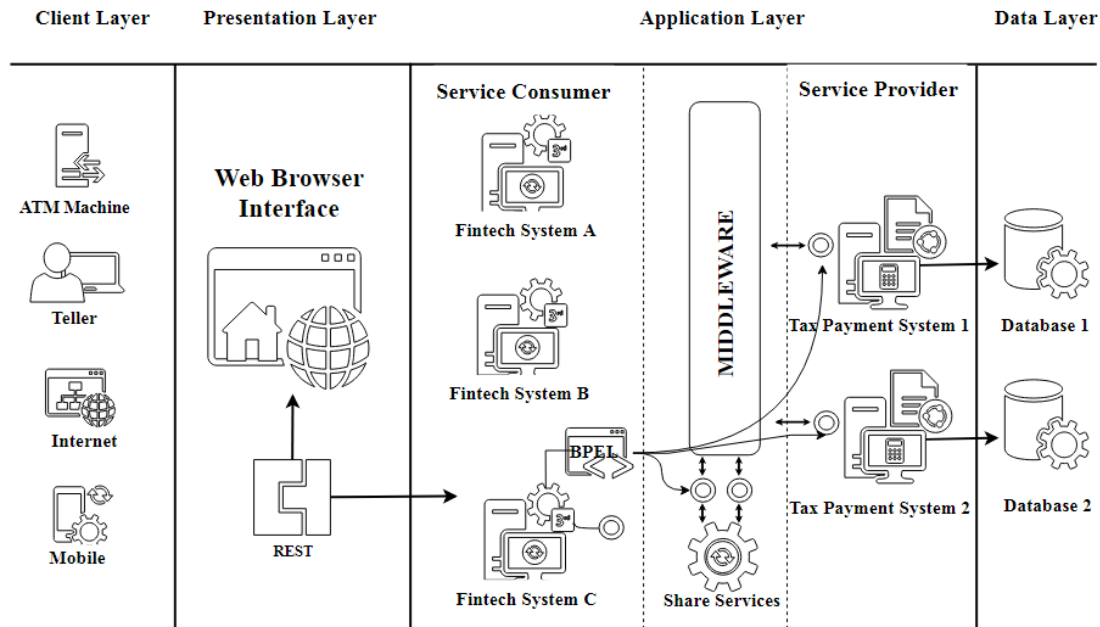 Client Layer
Presentation Layer
Application Layer
Data Layer
ATM Machine
Teller
Internet
Mobile
Web Browser
Interface
REST
Service Consumer
Fintech System A
Fintech System B
BPEL
Fintech System C
MIDDLEWARE
Share Services
Service Provider
Tax Payment System 1
Tax Payment System 2
Database 1
Database 2